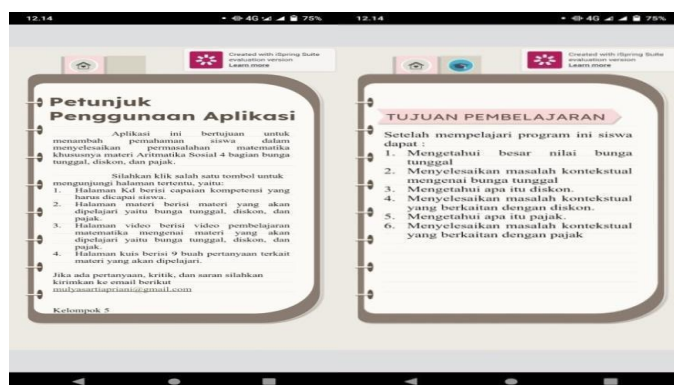 12.14
4G 75%
Created with iSpring Suite
evaluation version
Learn more
Petunjuk
Penggunaan Aplikasi
Aplikasi ini bertujuan untuk
menambah pemahaman siswa dalam
menyelesaikan permasalahan matematika
khususnya materi Aritmatika Sosial 4 bagian bunga
tunggal, diskon, dan pajak.
Silahkan klik salah satu tombol untuk
mengunjungi halaman tertentu, yaitu:
1. Halaman Kd berisi capaian kompetensi yang
harus dicapai siswa.
2. Halaman materi berisi materi yang akan
dipelajari yaitu bunga tunggal, diskon, dan
pajak.
3. Halaman video berisi video pembelajaran
matematika mengenai materi yang akan
dipelajari yaitu bunga tunggal, diskon, dan
pajak.
4. Halaman kuis berisi 9 buah pertanyaan terkait
materi yang akan dipelajari.
Jika ada pertanyaan, kritik, dan saran silahkan
kirimkan ke email berikut
mulyasartiapriani@gmail.com
Kelompok 5
12.14
4G 75%
Created with iSpring Suite
evaluation version
Learn more
TUJUAN PEMBELAJARAN
Setelah mempelajari program ini siswa
dapat :
1. Mengetahui besar nilai bunga
tunggal
2. Menyelesaikan masalah kontekstual
mengenai bunga tunggal
3. Mengetahui apa itu diskon.
4. Menyelesaikan masalah kontekstual
yang berkaitan dengan diskon.
5. Mengetahui apa itu pajak.
6. Menyelesaikan masalah kontekstual
yang berkaitan dengan pajak